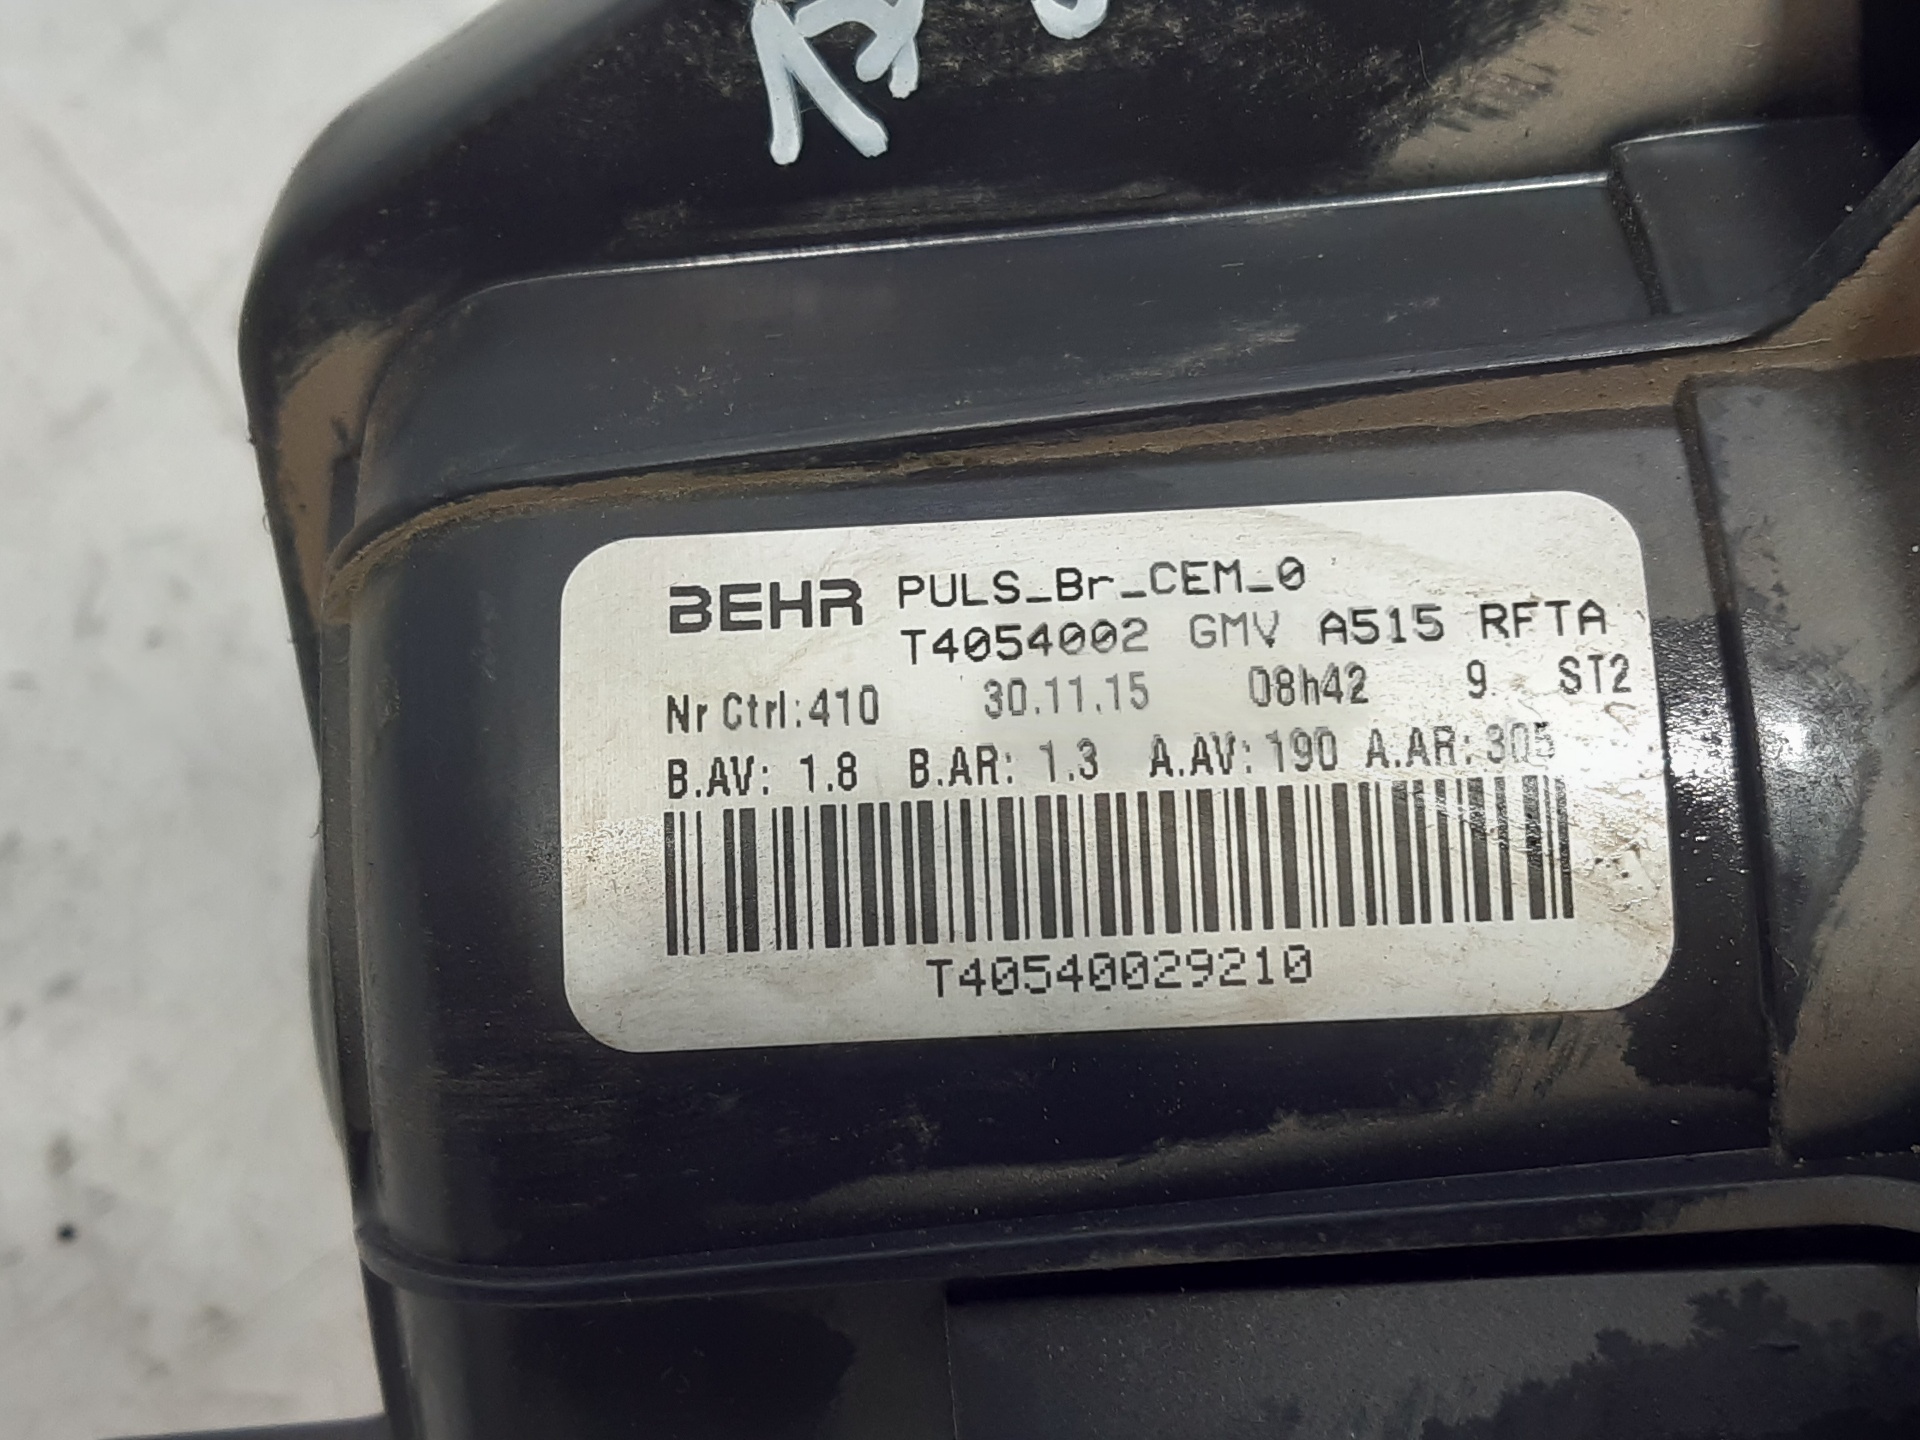 BEHR PULS_Br_CEM_0
T4054002 GMV A515 RFTA
Nr Ctrl:410 30.11.15 08h42 9 ST2
B.AV: 1.8 B.AR: 1.3 A.AV:190 A.AR:305
T40540029210